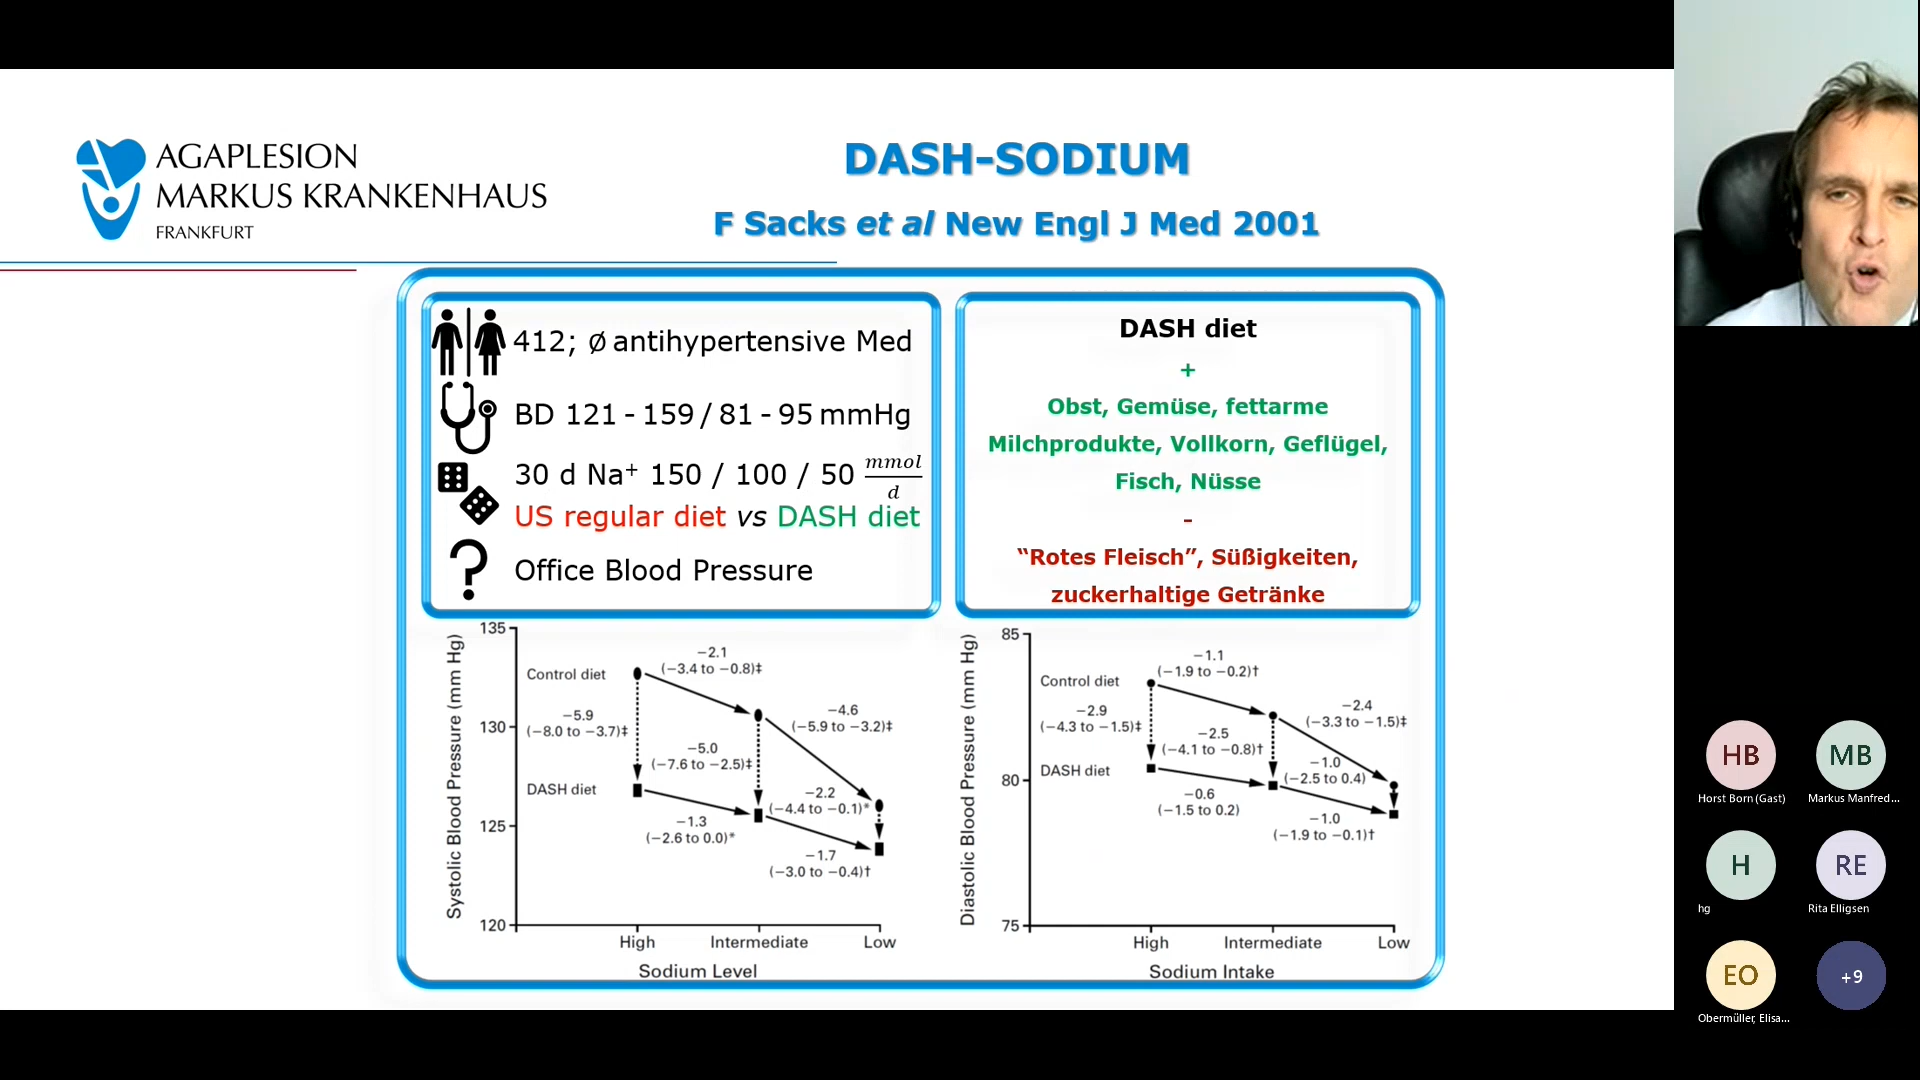 AGAPLESION
MARKUS KRANKENHAUS
FRANKFURT
DASH-SODIUM
F Sacks et al New Engl J Med 2001
412; ø antihypertensive Med
BD 121 - 159 / 81 - 95 mmHg
30 d Na⁺ 150 / 100 / 50 mmol/d
US regular diet vs DASH diet
Office Blood Pressure
DASH diet
+
Obst, Gemüse, fettarme
Milchprodukte, Vollkorn, Geflügel,
Fisch, Nüsse
-
“Rotes Fleisch”, Süßigkeiten,
zuckerhaltige Getränke
Systolic Blood Pressure (mm Hg)
135
130
125
120
Control diet
−2.1
(−3.4 to −0.8)‡
−5.9
(−8.0 to −3.7)‡
−4.6
(−5.9 to −3.2)‡
−5.0
(−7.6 to −2.5)‡
DASH diet
−2.2
(−4.4 to −0.1)*
−1.3
(−2.6 to 0.0)*
−1.7
(−3.0 to −0.4)†
High
Intermediate
Low
Sodium Level
Diastolic Blood Pressure (mm Hg)
85
80
75
Control diet
−1.1
(−1.9 to −0.2)†
−2.9
(−4.3 to −1.5)‡
−2.4
(−3.3 to −1.5)‡
−2.5
(−4.1 to −0.8)†
DASH diet
−1.0
(−2.5 to 0.4)
−0.6
(−1.5 to 0.2)
−1.0
(−1.9 to −0.1)†
High
Intermediate
Low
Sodium Intake
HB
Horst Born (Gast)
MB
Markus Manfred...
H
hg
RE
Rita Elligsen
EO
Obermüller, Elisa...
+9